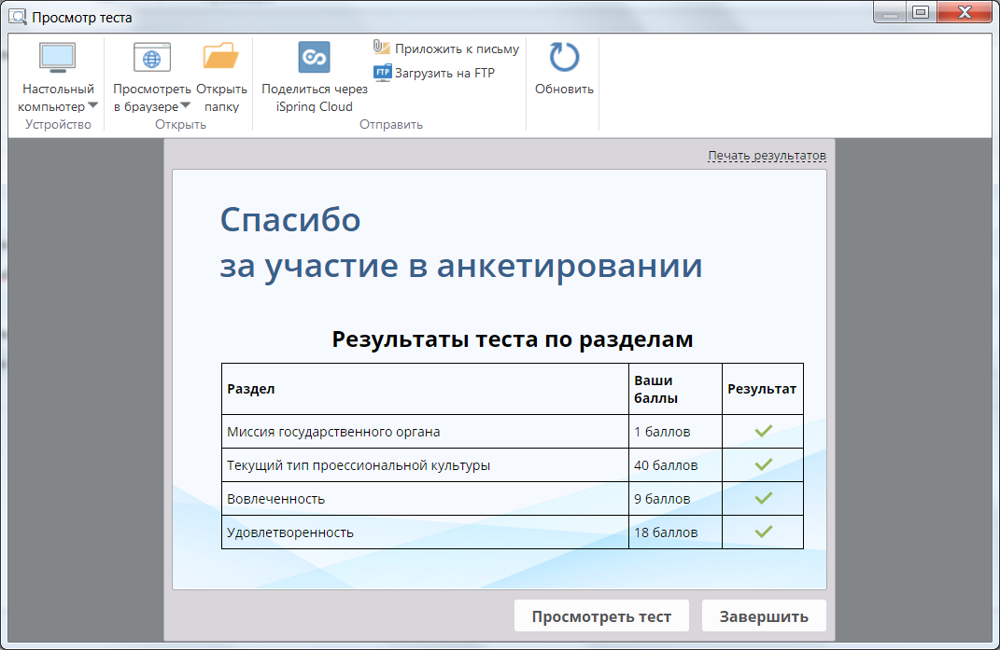 Просмотр теста
Настольный
компьютер
Устройство
Просмотреть
в браузере
Открыть
папку
Открыть
Поделиться через
iSpring Cloud
Приложить к письму
FTP Загрузить на FTP
Отправить
Обновить
Печать результатов
Спасибо
за участие в анкетировании
Результаты теста по разделам
Раздел Ваши баллы Результат
Миссия государственного органа 1 баллов
Текущий тип проессиональной культуры 40 баллов
Вовлеченность 9 баллов
Удовлетворенность 18 баллов
Просмотреть тест Завершить